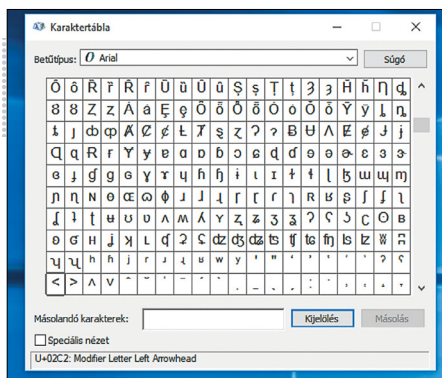 Karaktertábla
Betűtípus: O Arial Súgó
Ȏ ȏ Ȑ ȑ Ȓ ȓ Ȕ ȕ Ȗ ȗ Ș ș Ț ț Ȝ ȝ Ȟ ȟ Ƞ ȡ
Ȣ ȣ Ȥ ȥ Ȧ ȧ Ȩ ȩ Ȫ ȫ Ȭ ȭ Ȯ ȯ Ȱ ȱ Ȳ ȳ ȴ ȵ
ȶ ȷ ȸ ȹ Ⱥ Ȼ ȼ Ƚ Ⱦ ȿ ɀ Ɂ ɂ Ƀ Ʉ Ʌ Ɇ ɇ Ɉ ɉ
Ɋ ɋ Ɍ ɍ Ɏ ɏ ɐ ɑ ɒ ɓ ɔ ɕ ɖ ɗ ɘ ə ɚ ɛ ɜ ɝ
ɞ ɟ ɠ ɡ ɢ ɣ ɤ ɥ ɦ ɧ ɨ ɩ ɪ ɫ ɬ ɭ ɮ ɯ ɰ ɱ
ɲ ɳ ɴ ɵ ɶ ɷ ɸ ɹ ɺ ɻ ɼ ɽ ɾ ɿ ʀ ʁ ʂ ʃ ʄ ʅ
ʆ ʇ ʈ ʉ ʊ ʋ ʌ ʍ ʎ ʏ ʐ ʑ ʒ ʓ ʔ ʕ ʖ ʗ ʘ ʙ
ʚ ʛ ʜ ʝ ʞ ʟ ʠ ʡ ʢ ʣ ʤ ʥ ʦ ʧ ʨ ʩ ʪ ʫ ʬ ʭ
ʮ ʯ ʰ ʱ ʲ ʳ ʴ ʵ ʶ ʷ ʸ ʹ ʺ ʻ ʼ ʽ ʾ ʿ ˀ ˁ
˂ ˃ ˄ ˅ ˆ ˇ ˈ ˉ ˊ ˋ ˌ ˍ ˎ ˏ ː ˑ ˒ ˓ ˔ ˕
Másolandó karakterek: Kijelölés Másolás
Speciális nézet
U+02C2: Modifier Letter Left Arrowhead